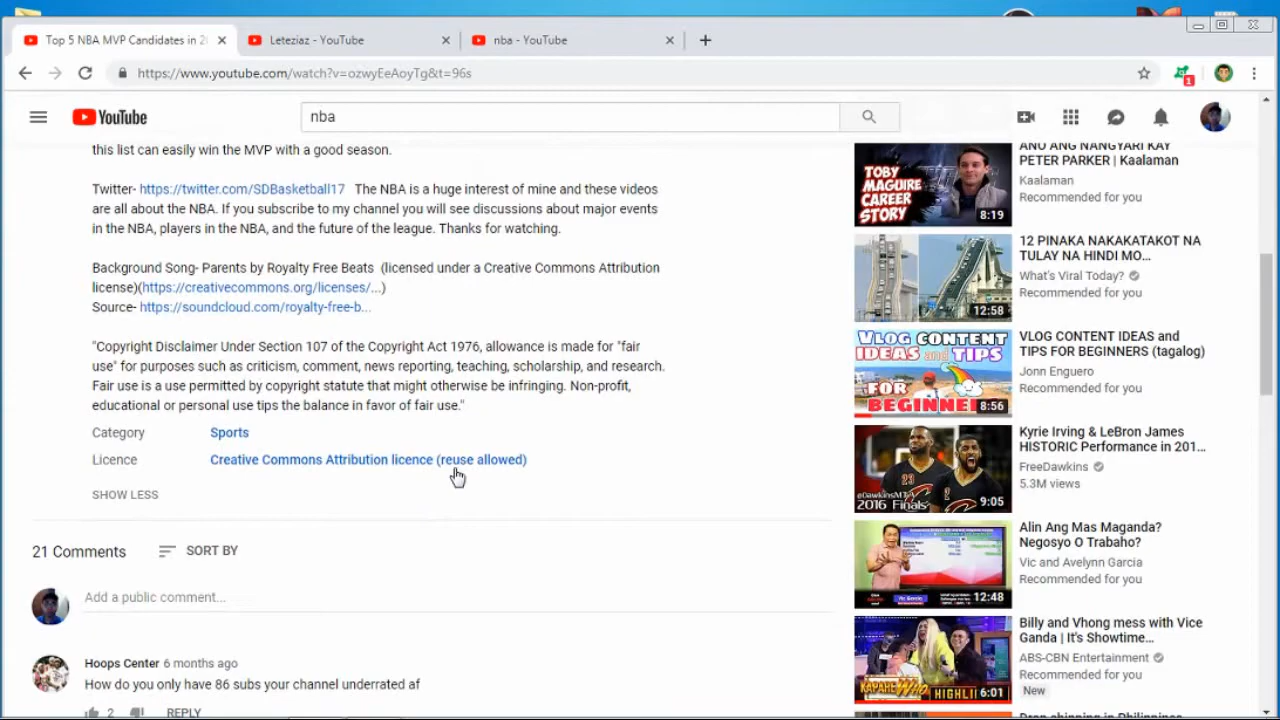 Top 5 NBA MVP Candidates in 2
Leteziaz - YouTube
nba - YouTube
https://www.youtube.com/watch?v=ozwyEeAoyTg&t=96s
1
YouTube
nba
this list can easily win the MVP with a good season.
Twitter- https://twitter.com/SDBasketball17 The NBA is a huge interest of mine and these videos
are all about the NBA. If you subscribe to my channel you will see discussions about major events
in the NBA, players in the NBA, and the future of the league. Thanks for watching.
Background Song- Parents by Royalty Free Beats (licensed under a Creative Commons Attribution
license)(https://creativecommons.org/licenses/...)
Source- https://soundcloud.com/royalty-free-b...
"Copyright Disclaimer Under Section 107 of the Copyright Act 1976, allowance is made for "fair
use" for purposes such as criticism, comment, news reporting, teaching, scholarship, and research.
Fair use is a use permitted by copyright statute that might otherwise be infringing. Non-profit,
educational or personal use tips the balance in favor of fair use."
Category Sports
Licence Creative Commons Attribution licence (reuse allowed)
SHOW LESS
21 Comments SORT BY
Add a public comment...
Hoops Center 6 months ago
How do you only have 86 subs your channel underrated af
2 REPLY
TOBY
MAGUIRE
CAREER
STORY
8:19
ANO ANG NANGYARI KAY
PETER PARKER | Kaalaman
Kaalaman
Recommended for you
12:58
12 PINAKA NAKAKATAKOT NA
TULAY NA HINDI MO...
What's Viral Today?
Recommended for you
VLOG CONTENT
IDEAS and TIPS
FOR
BEGINNE
8:56
VLOG CONTENT IDEAS and
TIPS FOR BEGINNERS (tagalog)
Jonn Enguero
Recommended for you
23
@DawkinsMTA
2016 Finals
9:05
Kyrie Irving & LeBron James
HISTORIC Performance in 201...
FreeDawkins
5.3M views
12:48
Alin Ang Mas Maganda?
Negosyo O Trabaho?
Vic and Avelynn Garcia
Recommended for you
KAPAREWHO HIGHLI
6:01
Billy and Vhong mess with Vice
Ganda | It's Showtime...
ABS-CBN Entertainment
Recommended for you
New
Drop shipping in Philippines